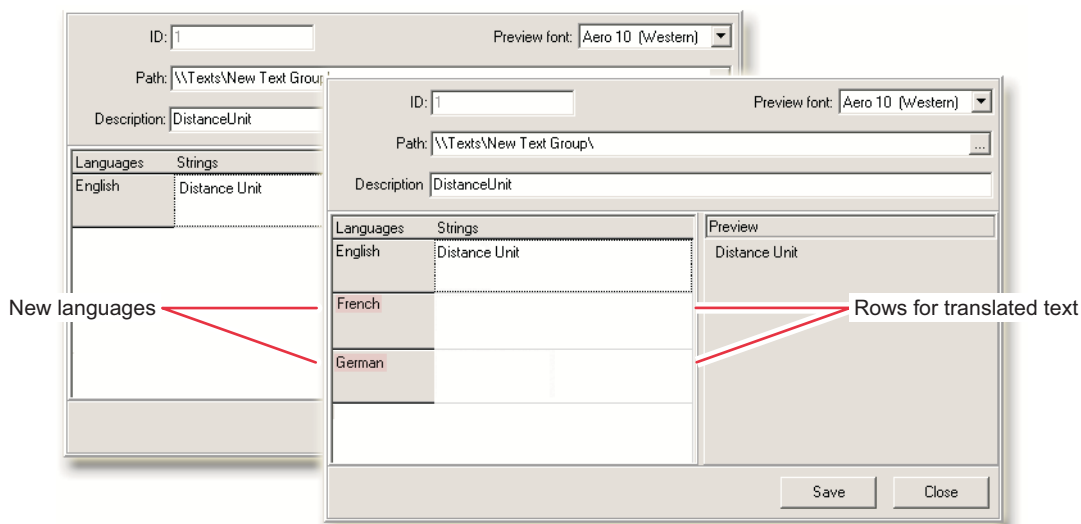 ID: 1
Preview font: Aero 10 (Western)
Path: \\Texts\New Text Group\
Description: DistanceUnit
Languages Strings
English Distance Unit
ID: 1
Preview font: Aero 10 (Western)
Path: \\Texts\New Text Group\
...
Description DistanceUnit
Languages Strings
Preview
English Distance Unit
Distance Unit
French
German
New languages
Rows for translated text
Save
Close